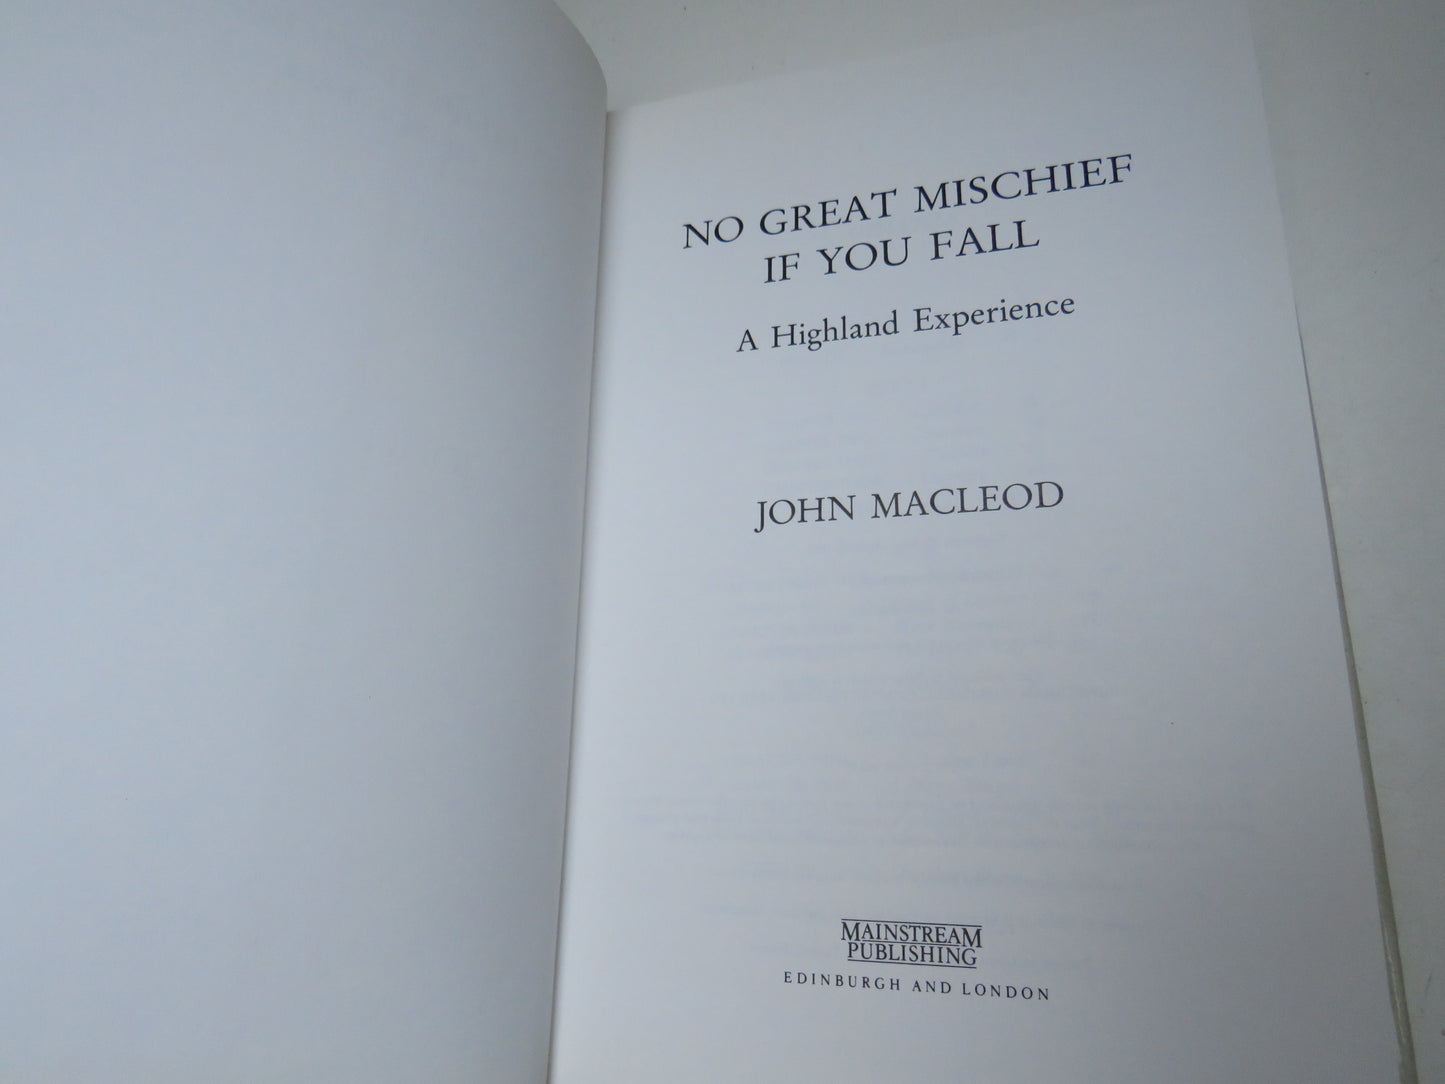 NO GREAT MISCHIEF
IF YOU FALL
A Highland Experience
JOHN MACLEOD
MAINSTREAM
PUBLISHING
EDINBURGH AND LONDON